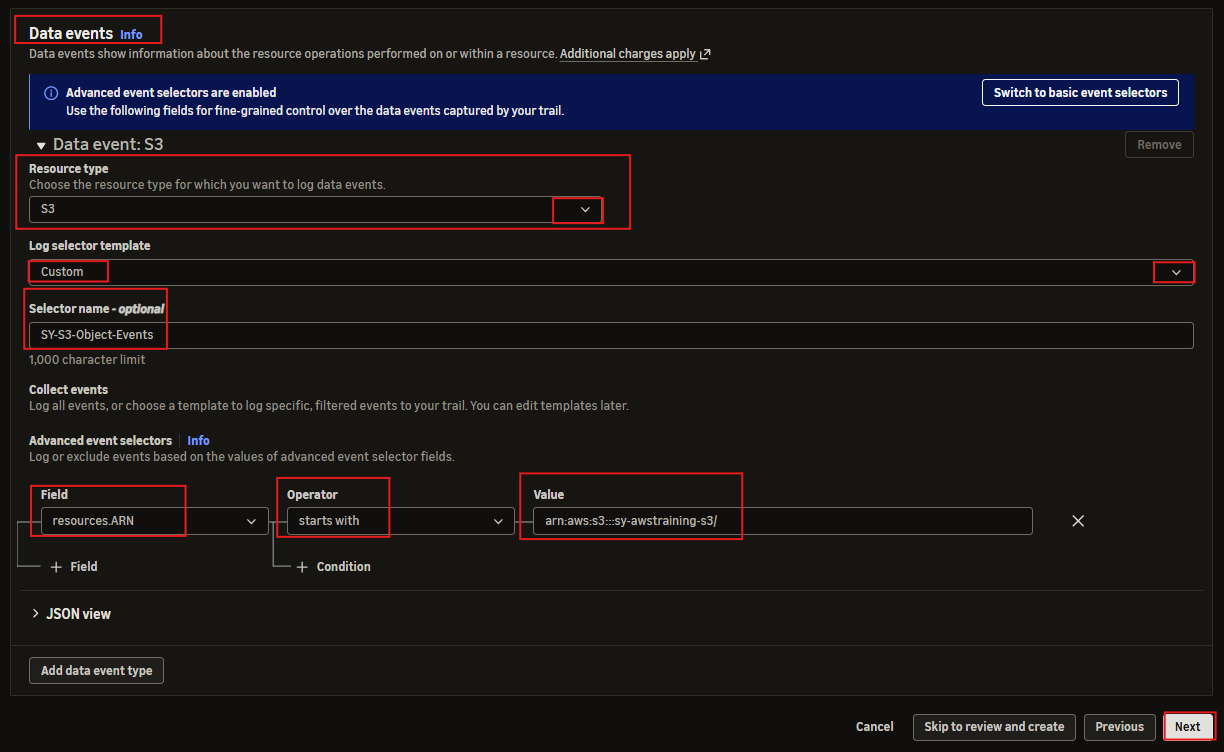 Data events Info
Data events show information about the resource operations performed on or within a resource. Additional charges apply
Advanced event selectors are enabled
Use the following fields for fine-grained control over the data events captured by your trail.
Switch to basic event selectors
Data event: S3
Remove
Resource type
Choose the resource type for which you want to log data events.
S3
Log selector template
Custom
Selector name - optional
SY-S3-Object-Events
1,000 character limit
Collect events
Log all events, or choose a template to log specific, filtered events to your trail. You can edit templates later.
Advanced event selectors Info
Log or exclude events based on the values of advanced event selector fields.
Field Operator Value
resources.ARN starts with arn:aws:s3:::sy-awstraining-s3/
+ Field + Condition
JSON view
Add data event type
Cancel Skip to review and create Previous Next